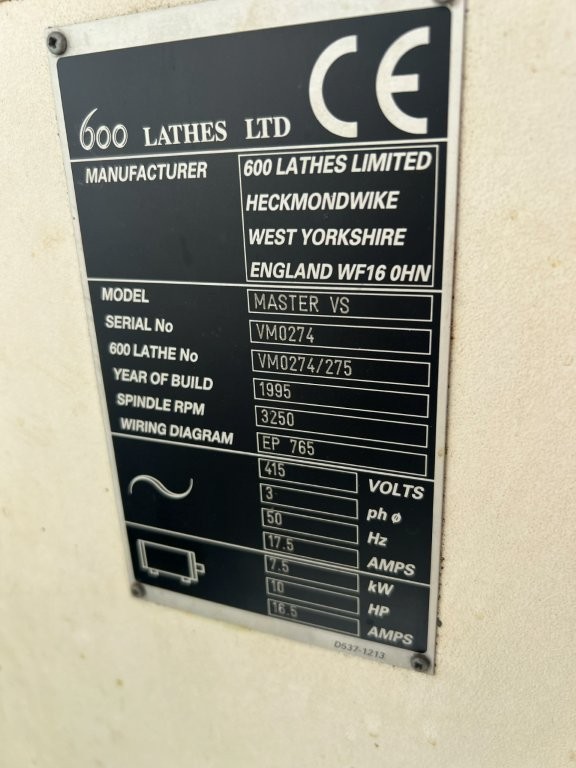 600 LATHES LTD CE
MANUFACTURER 600 LATHES LIMITED
HECKMONDWIKE
WEST YORKSHIRE
ENGLAND WF16 0HN
MODEL MASTER VS
SERIAL No VM0274
600 LATHE No VM0274/275
YEAR OF BUILD 1995
SPINDLE RPM 3250
WIRING DIAGRAM EP 765
415 VOLTS
3 ph ø
50 Hz
17.5 AMPS
7.5 kW
10 HP
16.5 AMPS
D537-1213